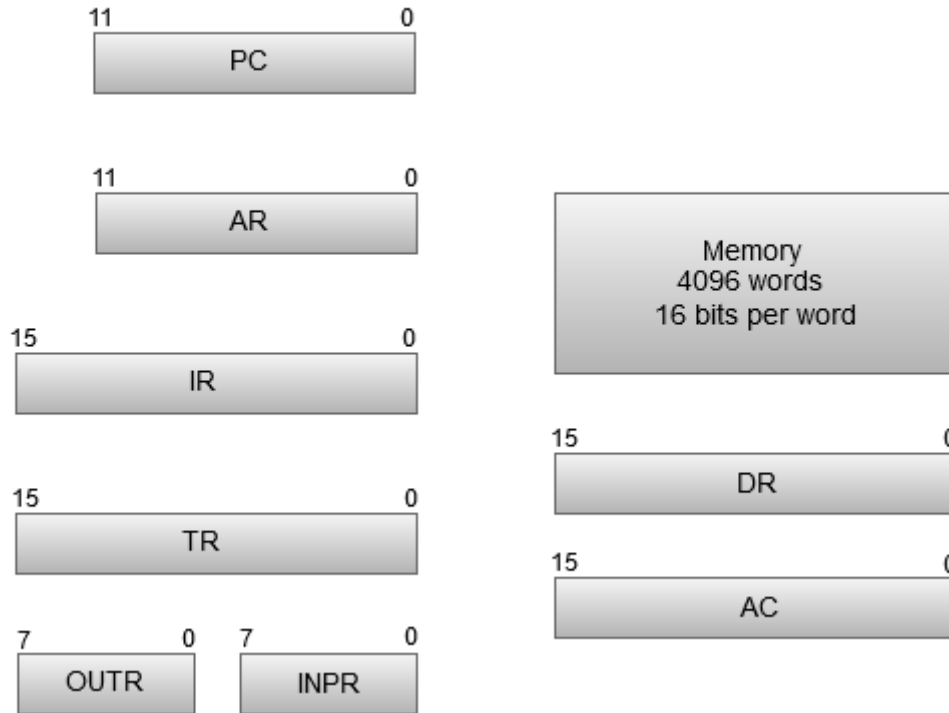 11 0
PC
11 0
AR
15 0
IR
15 0
TR
7 0 7 0
OUTR INPR
Memory
4096 words
16 bits per word
15 0
DR
15 0
AC